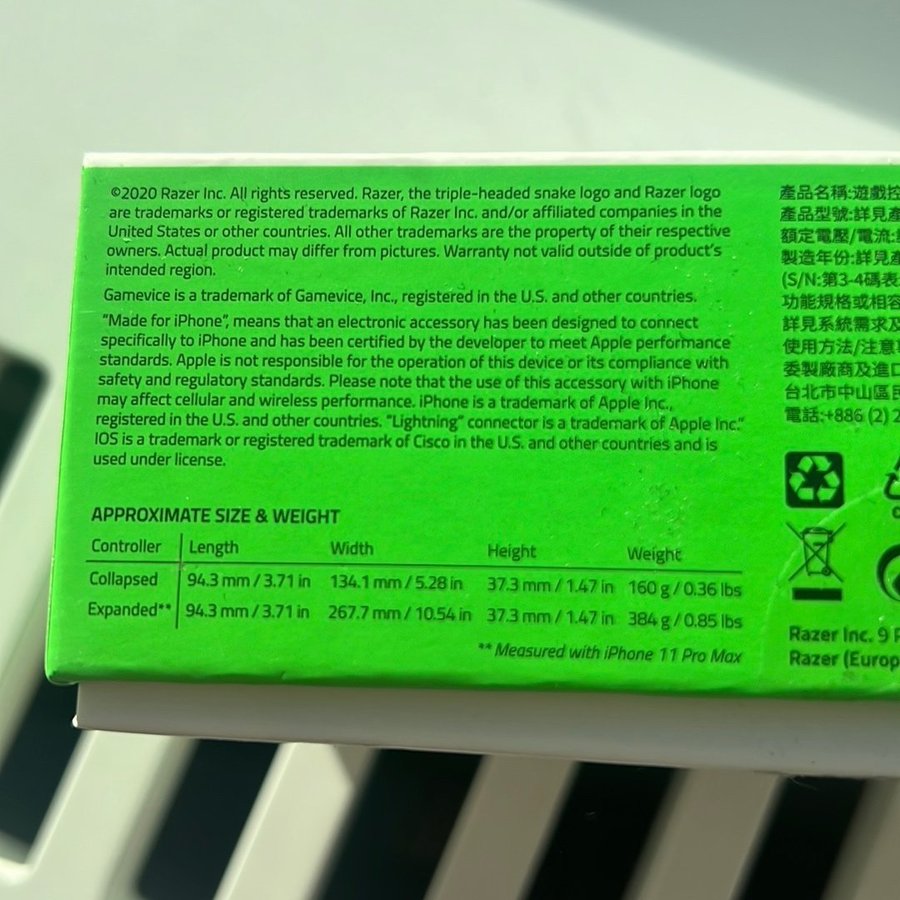 ©2020 Razer Inc. All rights reserved. Razer, the triple-headed snake logo and Razer logo
are trademarks or registered trademarks of Razer Inc. and/or affiliated companies in the
United States or other countries. All other trademarks are the property of their respective
owners. Actual product may differ from pictures. Warranty not valid outside of product's
intended region.
Gamevice is a trademark of Gamevice, Inc., registered in the U.S. and other countries.
"Made for iPhone", means that an electronic accessory has been designed to connect
specifically to iPhone and has been certified by the developer to meet Apple performance
standards. Apple is not responsible for the operation of this device or its compliance with
safety and regulatory standards. Please note that the use of this accessory with iPhone
may affect cellular and wireless performance. iPhone is a trademark of Apple Inc.,
registered in the U.S. and other countries. "Lightning" connector is a trademark of Apple Inc."
IOS is a trademark or registered trademark of Cisco in the U.S. and other countries and is
used under license.
APPROXIMATE SIZE & WEIGHT
Controller Length Width Height Weight
Collapsed 94.3 mm / 3.71 in 134.1 mm / 5.28 in 37.3 mm / 1.47 in 160 g / 0.36 lbs
Expanded** 94.3 mm / 3.71 in 267.7 mm / 10.54 in 37.3 mm / 1.47 in 384 g / 0.85 lbs
** Measured with iPhone 11 Pro Max
產品名稱:遊戲控
產品型號:詳見產
額定電壓/電流:
製造年份:詳見產
(S/N:第3-4碼表
功能規格或相容
詳見系統需求及
使用方法/注意
委製廠商及進口
台北市中山區民
電話:+886 (2) 2
Razer Inc. 9
Razer (Europ